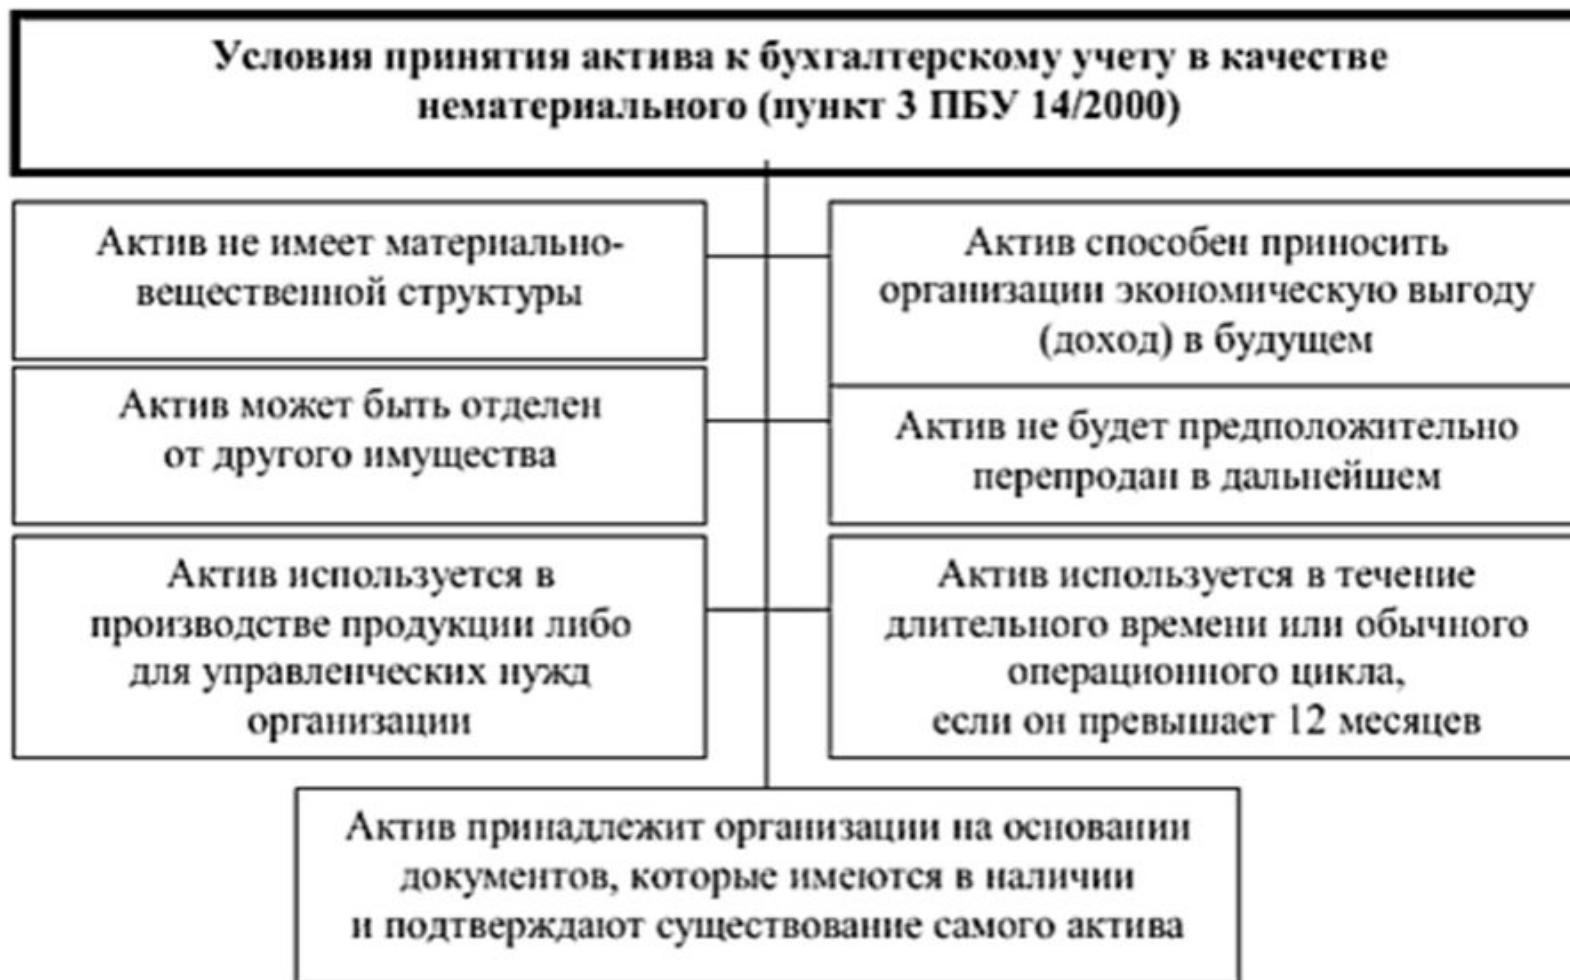 Условия принятия актива к бухгалтерскому учету в качестве
нематериального (пункт 3 ПБУ 14/2000)
Актив не имеет материально-
вещественной структуры
Актив способен приносить
организации экономическую выгоду
(доход) в будущем
Актив может быть отделен
от другого имущества
Актив не будет предположительно
перепродан в дальнейшем
Актив используется в
производстве продукции либо
для управленческих нужд
организации
Актив используется в течение
длительного времени или обычного
операционного цикла,
если он превышает 12 месяцев
Актив принадлежит организации на основании
документов, которые имеются в наличии
и подтверждают существование самого актива